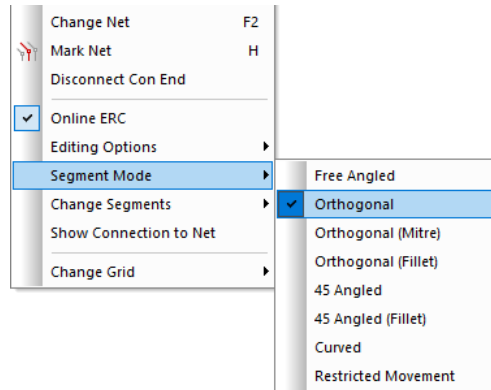 Change Net F2
Mark Net H
Disconnect Con End
Online ERC
Editing Options
Segment Mode
Change Segments
Show Connection to Net
Change Grid
Free Angled
Orthogonal
Orthogonal (Mitre)
Orthogonal (Fillet)
45 Angled
45 Angled (Fillet)
Curved
Restricted Movement